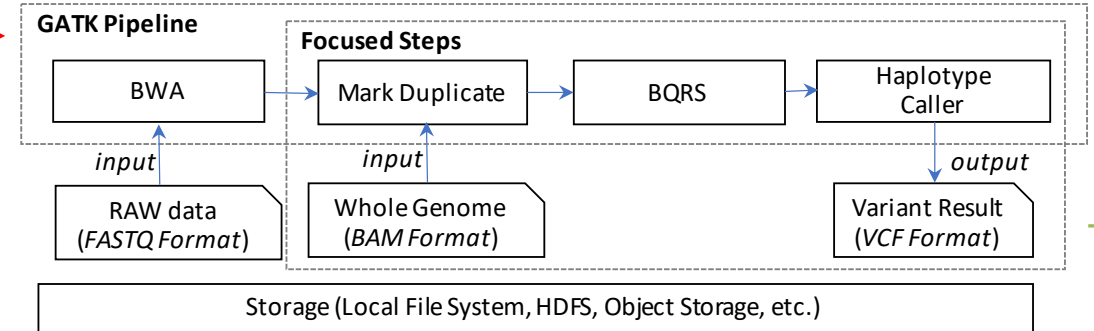 GATK Pipeline
Focused Steps
BWA
Mark Duplicate
BQRS
Haplotype
Caller
input
input
output
RAW data
(FASTQ Format)
Whole Genome
(BAM Format)
Variant Result
(VCF Format)
Storage (Local File System, HDFS, Object Storage, etc.)